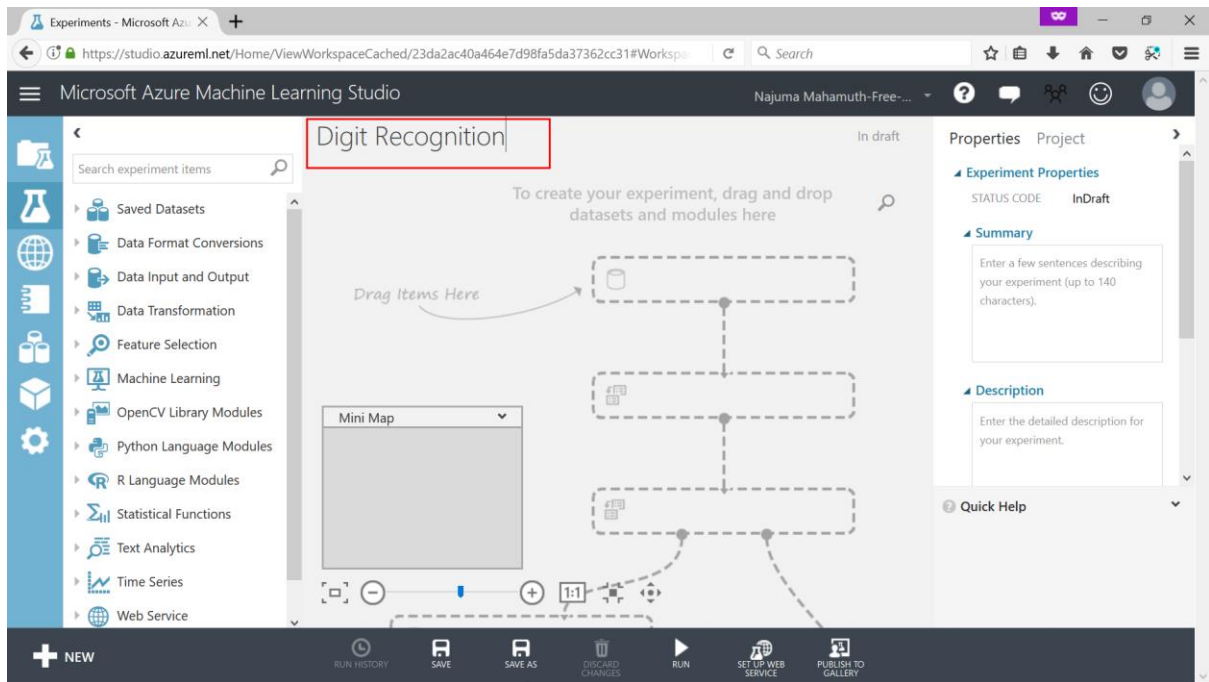 Experiments - Microsoft Azu
https://studio.azureml.net/Home/ViewWorkspaceCached/23da2ac40a464e7d98fa5da37362cc31#Workspa
Search
Microsoft Azure Machine Learning Studio
Najuma Mahamuth-Free-...
Search experiment items
Saved Datasets
Data Format Conversions
Data Input and Output
Data Transformation
Feature Selection
Machine Learning
OpenCV Library Modules
Python Language Modules
R Language Modules
Statistical Functions
Text Analytics
Time Series
Web Service
Digit Recognition
In draft
To create your experiment, drag and drop
datasets and modules here
Drag Items Here
Mini Map
1:1
Properties Project
Experiment Properties
STATUS CODE InDraft
Summary
Enter a few sentences describing
your experiment (up to 140
characters).
Description
Enter the detailed description for
your experiment.
Quick Help
NEW
RUN HISTORY
SAVE
SAVE AS
DISCARD
CHANGES
RUN
SET UP WEB
SERVICE
PUBLISH TO
GALLERY